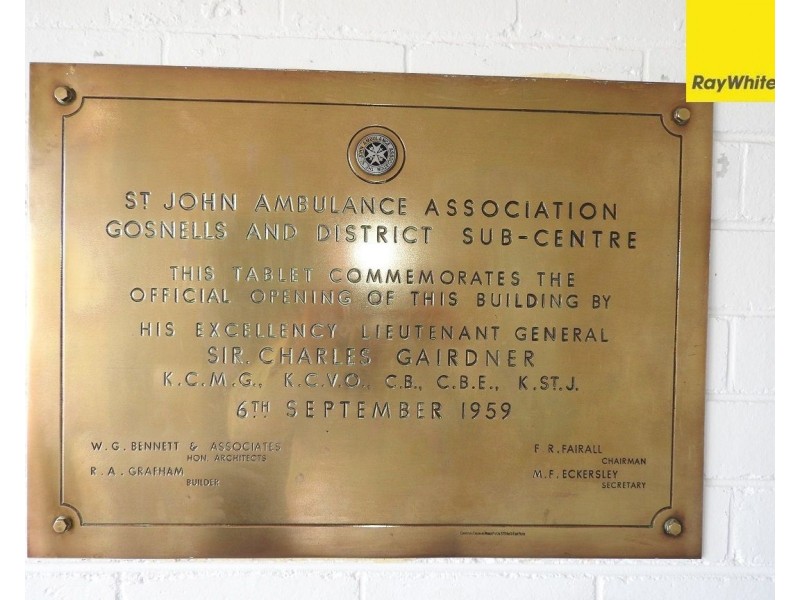 RayWhite
ST JOHN AMBULANCE ASSOCIATION
GOSNELLS AND DISTRICT SUB-CENTRE
THIS TABLET COMMEMORATES THE
OFFICIAL OPENING OF THIS BUILDING BY
HIS EXCELLENCY LIEUTENANT GENERAL
SIR. CHARLES GAIRDNER
K.C.M.G., K.C.V.O., C.B., C.B.E., K.ST.J.
6TH SEPTEMBER 1959
W.G. BENNETT & ASSOCIATES
HON. ARCHITECTS
R.A. GRAFHAM
BUILDER
F.R. FAIRALL
CHAIRMAN
M.F. ECKERSLEY
SECRETARY